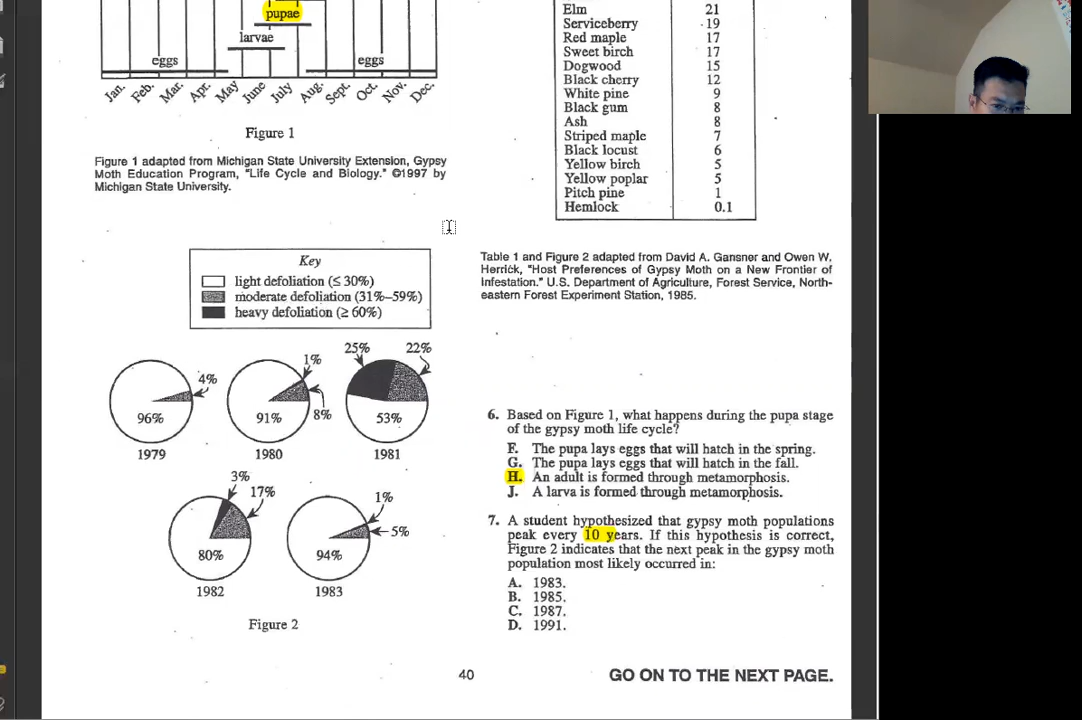 pupae
larvae
eggs
eggs
Jan. Feb. Mar. Apr. May June July Aug. Sept. Oct. Nov. Dec.
Figure 1
Figure 1 adapted from Michigan State University Extension, Gypsy
Moth Education Program, "Life Cycle and Biology." ©1997 by
Michigan State University.
Key
light defoliation (≤ 30%)
moderate defoliation (31%–59%)
heavy defoliation (≥ 60%)
4%
96%
1979
1%
8%
91%
1980
25%
22%
53%
1981
3%
17%
80%
1982
1%
5%
94%
1983
Figure 2
Elm 21
Serviceberry 19
Red maple 17
Sweet birch 17
Dogwood 15
Black cherry 12
White pine 9
Black gum 8
Ash 8
Striped maple 7
Black locust 6
Yellow birch 5
Yellow poplar 5
Pitch pine 1
Hemlock 0.1
Table 1 and Figure 2 adapted from David A. Gansner and Owen W.
Herrick, "Host Preferences of Gypsy Moth on a New Frontier of
Infestation." U.S. Department of Agriculture, Forest Service, North-
eastern Forest Experiment Station, 1985.
6. Based on Figure 1, what happens during the pupa stage
of the gypsy moth life cycle?
F. The pupa lays eggs that will hatch in the spring.
G. The pupa lays eggs that will hatch in the fall.
H. An adult is formed through metamorphosis.
J. A larva is formed through metamorphosis.
7. A student hypothesized that gypsy moth populations
peak every 10 years. If this hypothesis is correct,
Figure 2 indicates that the next peak in the gypsy moth
population most likely occurred in:
A. 1983.
B. 1985.
C. 1987.
D. 1991.
40
GO ON TO THE NEXT PAGE.